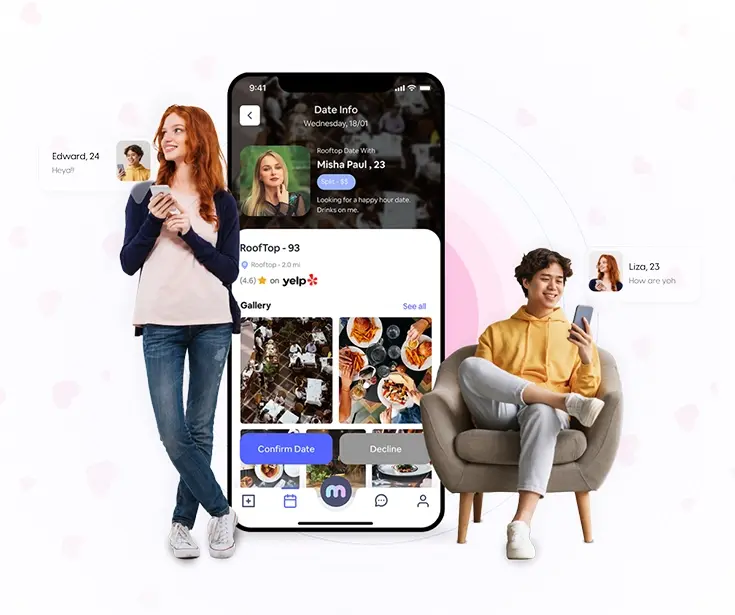 9:41
Date Info
Wednesday, 18/01
Edward, 24
Heya!!
Rooftop Date With
Misha Paul , 23
Split - $$
Looking for a happy hour date.
Drinks on me.
RoofTop - 93
Rooftop - 2.0 mi
(4.6) on yelp
Liza, 23
How are yoh
Gallery
See all
Confirm Date
Decline
m